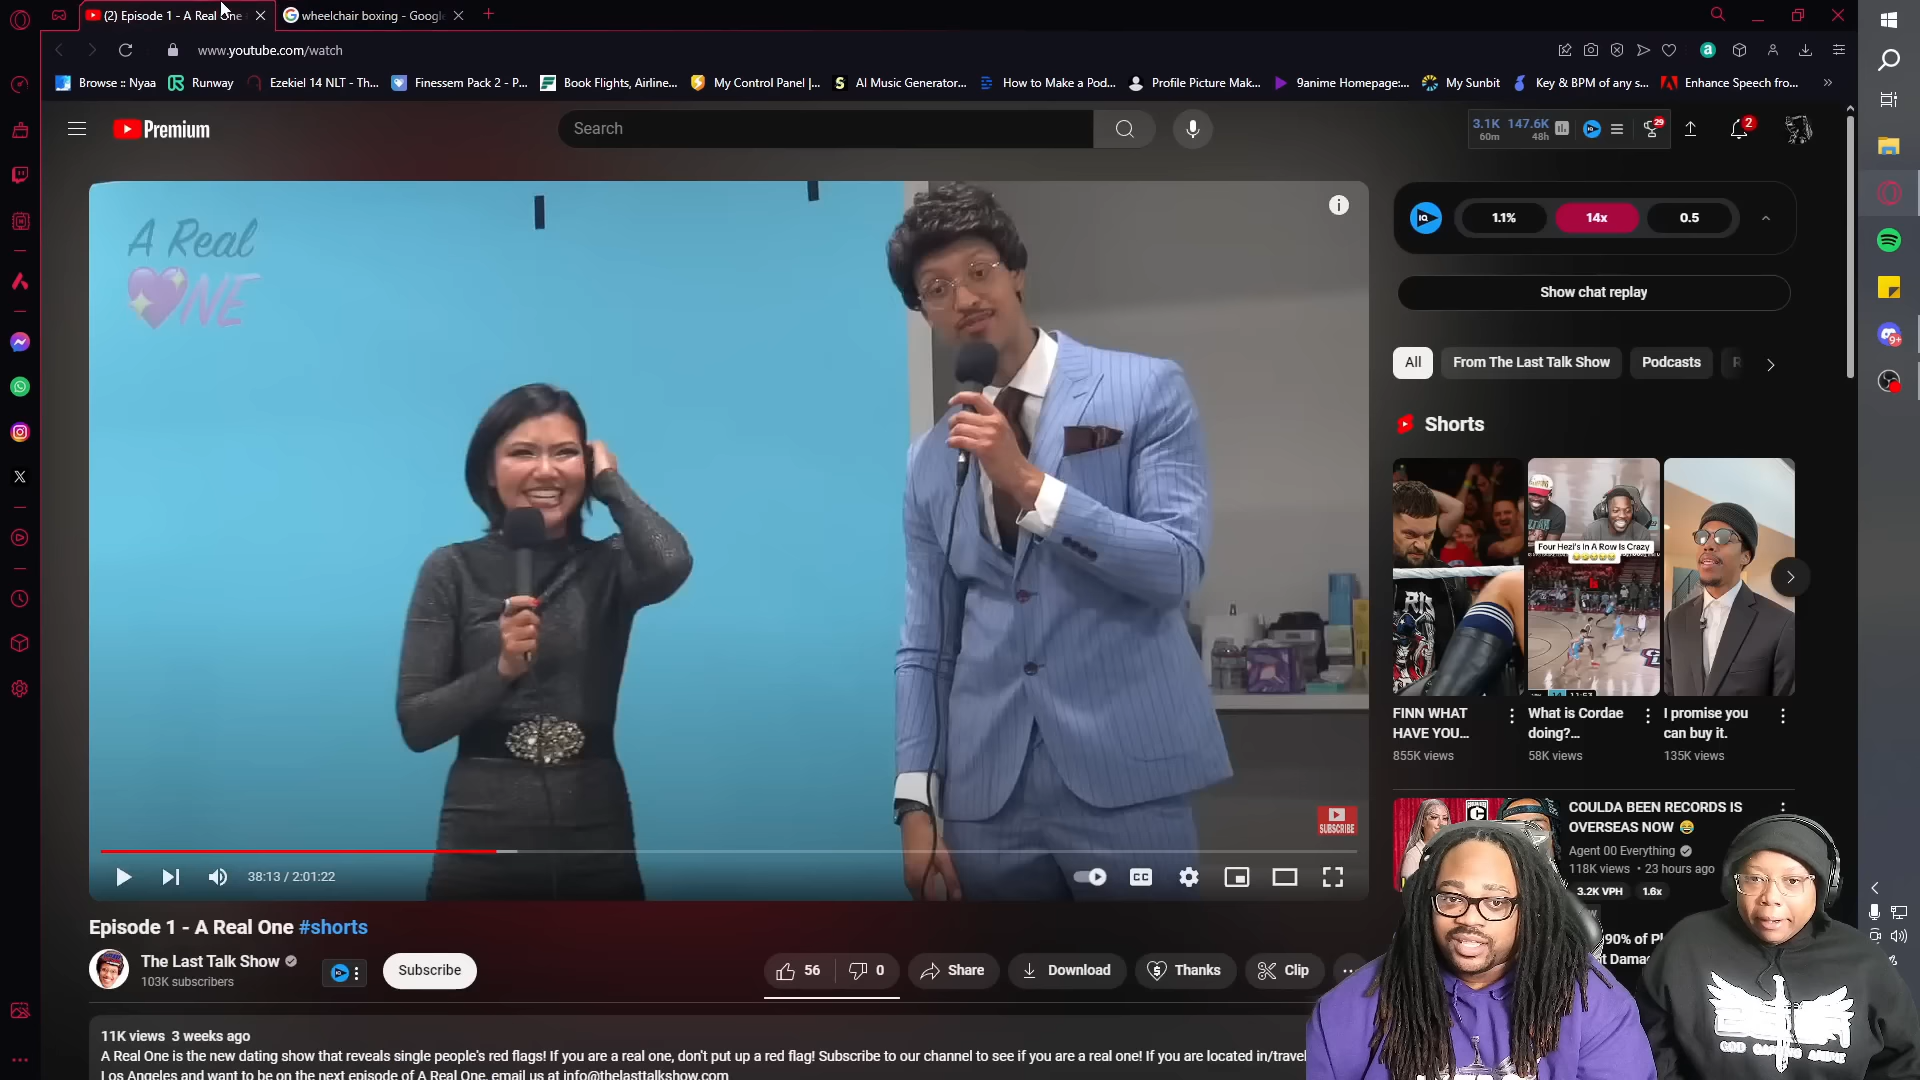 (2) Episode 1 - A Real One
wheelchair boxing - Google
www.youtube.com/watch
Browse :: Nyaa
Runway
Ezekiel 14 NLT - Th...
Finessem Pack 2 - P...
Book Flights, Airline...
My Control Panel |...
AI Music Generator...
How to Make a Pod...
Profile Picture Mak...
9anime Homepage:...
My Sunbit
Key & BPM of any s...
Enhance Speech fro...
Premium
Search
3.1K 147.6K
60m 48h
29
2
A Real
ONE
IQ
1.1%
14x
0.5
Show chat replay
All
From The Last Talk Show
Podcasts
Shorts
Four Hezi's In A Row Is Crazy
FINN WHAT
HAVE YOU...
855K views
What is Cordae
doing?...
58K views
I promise you
can buy it.
135K views
COULDA BEEN RECORDS IS
OVERSEAS NOW 😂
Agent 00 Everything
118K views • 23 hours ago
3.2K VPH
1.6x
90% of Pl
t Damag
SUBSCRIBE
38:13 / 2:01:22
CC
Episode 1 - A Real One #shorts
The Last Talk Show
103K subscribers
Subscribe
56
0
Share
Download
Thanks
Clip
11K views 3 weeks ago
A Real One is the new dating show that reveals single people's red flags! If you are a real one, don't put up a red flag! Subscribe to our channel to see if you are a real one! If you are located in/travel
Los Angeles and want to be on the next episode of A Real One, email us at info@thelasttalkshow.com
9+